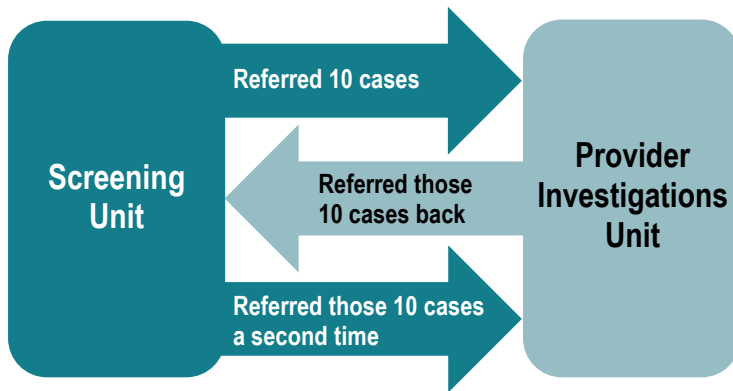 Screening
Unit
Referred 10 cases
Referred those
10 cases back
Referred those 10 cases
a second time
Provider
Investigations
Unit